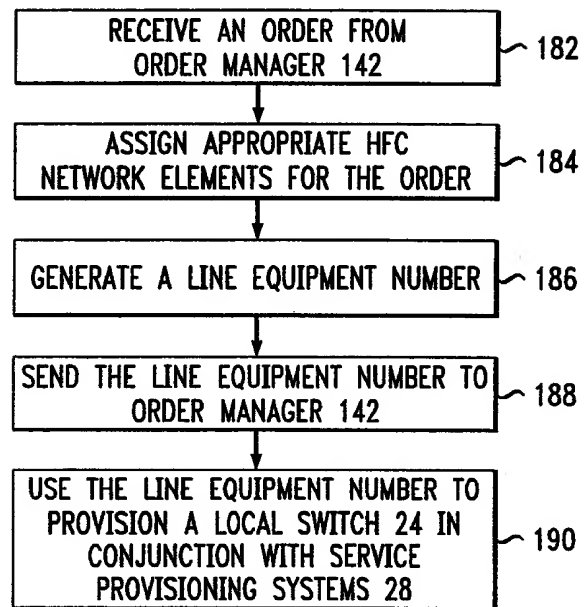 RECEIVE AN ORDER FROM
ORDER MANAGER 142
182
ASSIGN APPROPRIATE HFC
NETWORK ELEMENTS FOR THE ORDER
184
GENERATE A LINE EQUIPMENT NUMBER
186
SEND THE LINE EQUIPMENT NUMBER TO
ORDER MANAGER 142
188
USE THE LINE EQUIPMENT NUMBER TO
PROVISION A LOCAL SWITCH 24 IN
CONJUNCTION WITH SERVICE
PROVISIONING SYSTEMS 28
190